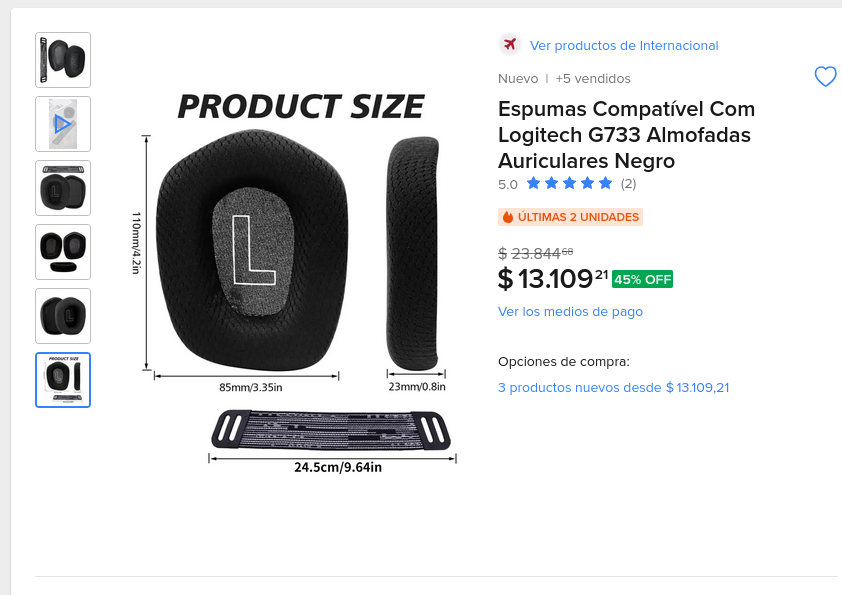 Ver productos de Internacional
Nuevo | +5 vendidos
Espumas Compatível Com
Logitech G733 Almofadas
Auriculares Negro
5.0 (2)
ÚLTIMAS 2 UNIDADES
$ 23.844 68
$ 13.109 21 45% OFF
Ver los medios de pago
Opciones de compra:
3 productos nuevos desde $ 13.109,21
PRODUCT SIZE
110mm/4.2in
L
85mm/3.35in
23mm/0.8in
24.5cm/9.64in
PRODUCT SIZE